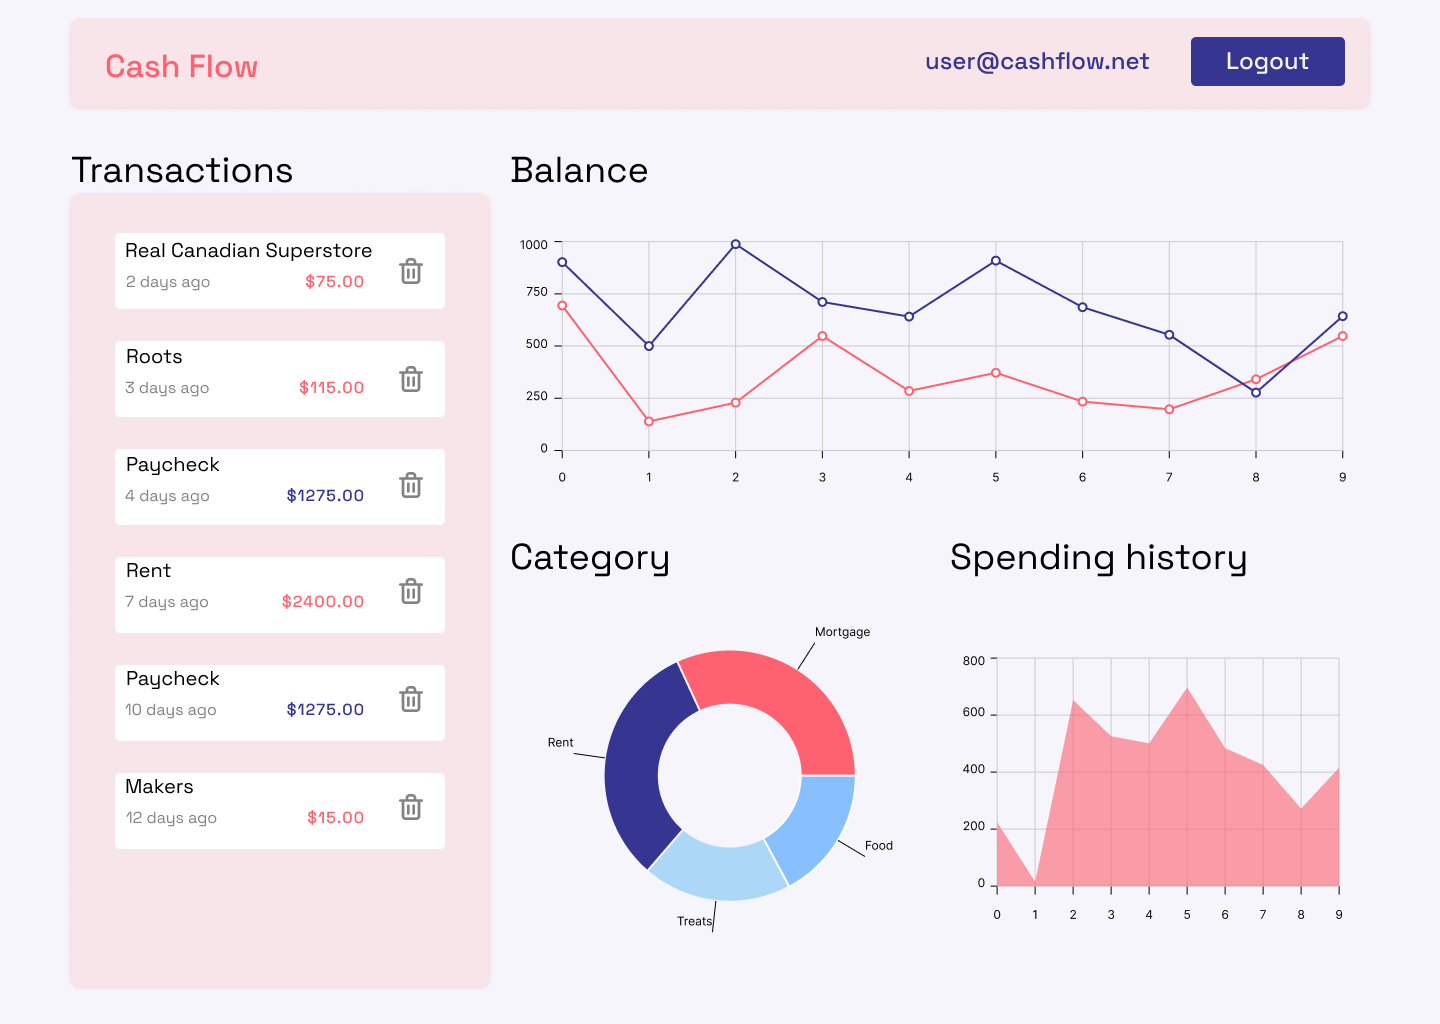 Cash Flow
user@cashflow.net
Logout
Transactions
Real Canadian Superstore
2 days ago $75.00
Roots
3 days ago $115.00
Paycheck
4 days ago $1275.00
Rent
7 days ago $2400.00
Paycheck
10 days ago $1275.00
Makers
12 days ago $15.00
Balance
1000
750
500
250
0
0 1 2 3 4 5 6 7 8 9
Category
Mortgage
Rent
Food
Treats
Spending history
800
600
400
200
0
0 1 2 3 4 5 6 7 8 9